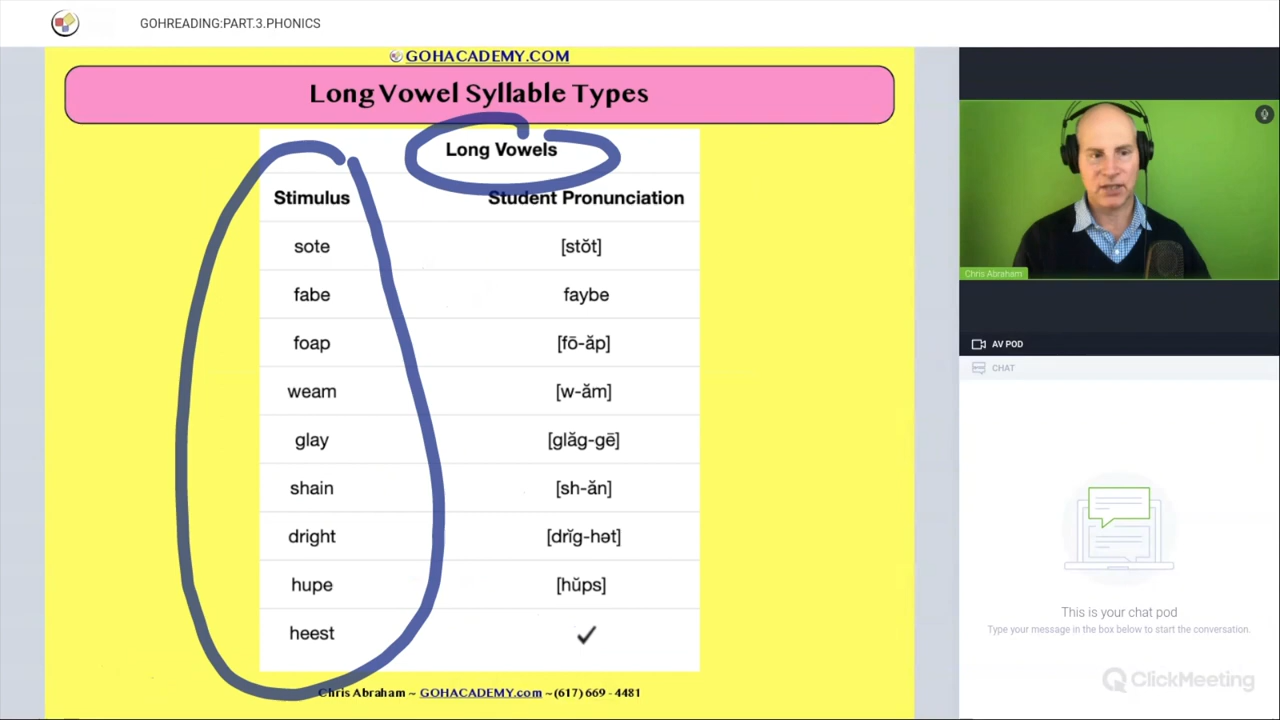 GOHREADING:PART.3.PHONICS
GOHACADEMY.COM
Long Vowel Syllable Types
Long Vowels
Stimulus Student Pronunciation
sote [stŏt]
fabe faybe
foap [fō-ăp]
weam [w-ăm]
glay [glăg-gē]
shain [sh-ăn]
dright [drĭg-hət]
hupe [hŭps]
heest ✓
Chris Abraham ~ GOHACADEMY.com ~ (617) 669 - 4481
Chris Abraham
AV POD
CHAT
This is your chat pod
Type your message in the box below to start the conversation.
ClickMeeting